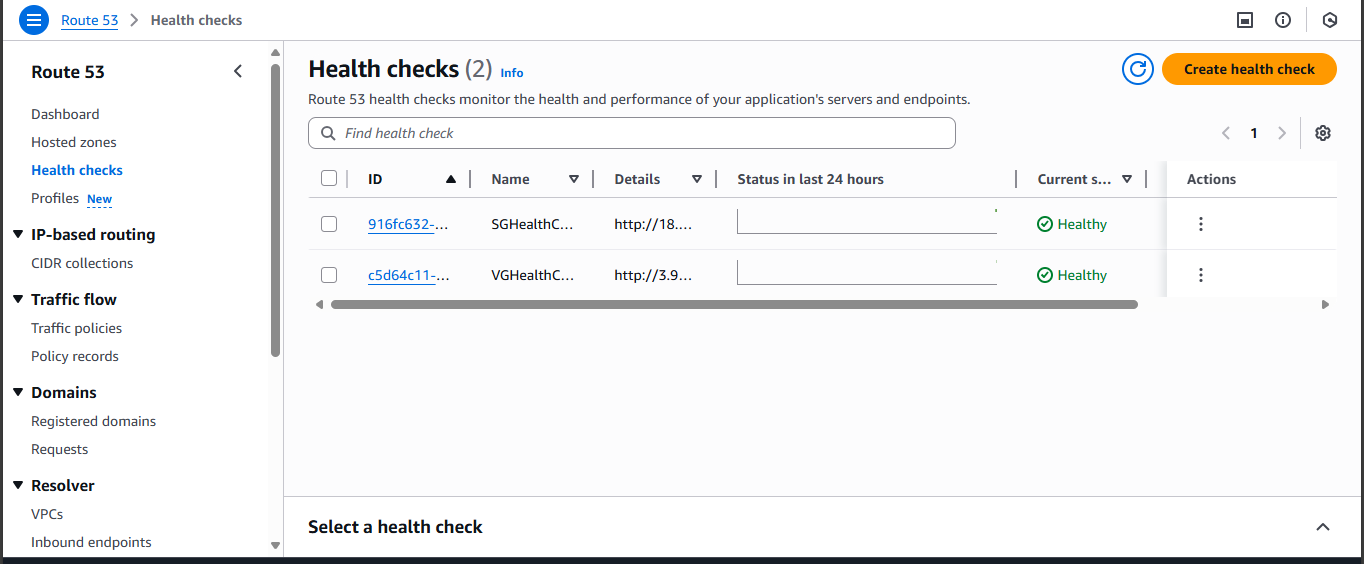 Route 53 > Health checks
Route 53
Dashboard
Hosted zones
Health checks
Profiles New
IP-based routing
CIDR collections
Traffic flow
Traffic policies
Policy records
Domains
Registered domains
Requests
Resolver
VPCs
Inbound endpoints
Health checks (2) Info
Create health check
Route 53 health checks monitor the health and performance of your application's servers and endpoints.
Find health check
1
ID Name Details Status in last 24 hours Current s... Actions
916fc632-... SGHealthC... http://18.... Healthy
c5d64c11-... VGHealthC... http://3.9... Healthy
Select a health check